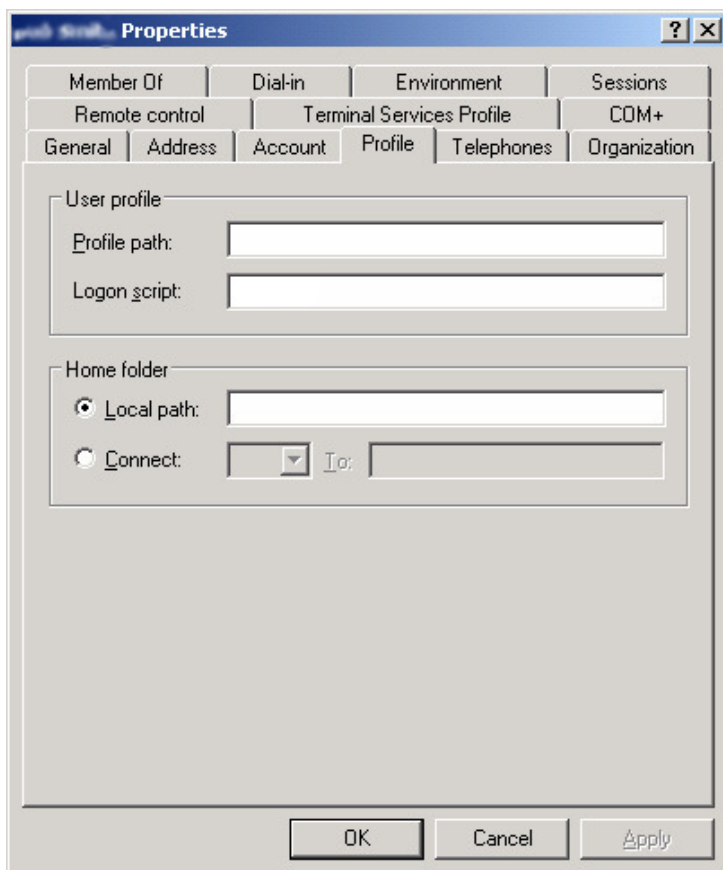 Properties
Member Of Dial-in Environment Sessions
Remote control Terminal Services Profile COM+
General Address Account Profile Telephones Organization
User profile
Profile path:
Logon script:
Home folder
Local path:
Connect: To:
OK Cancel Apply